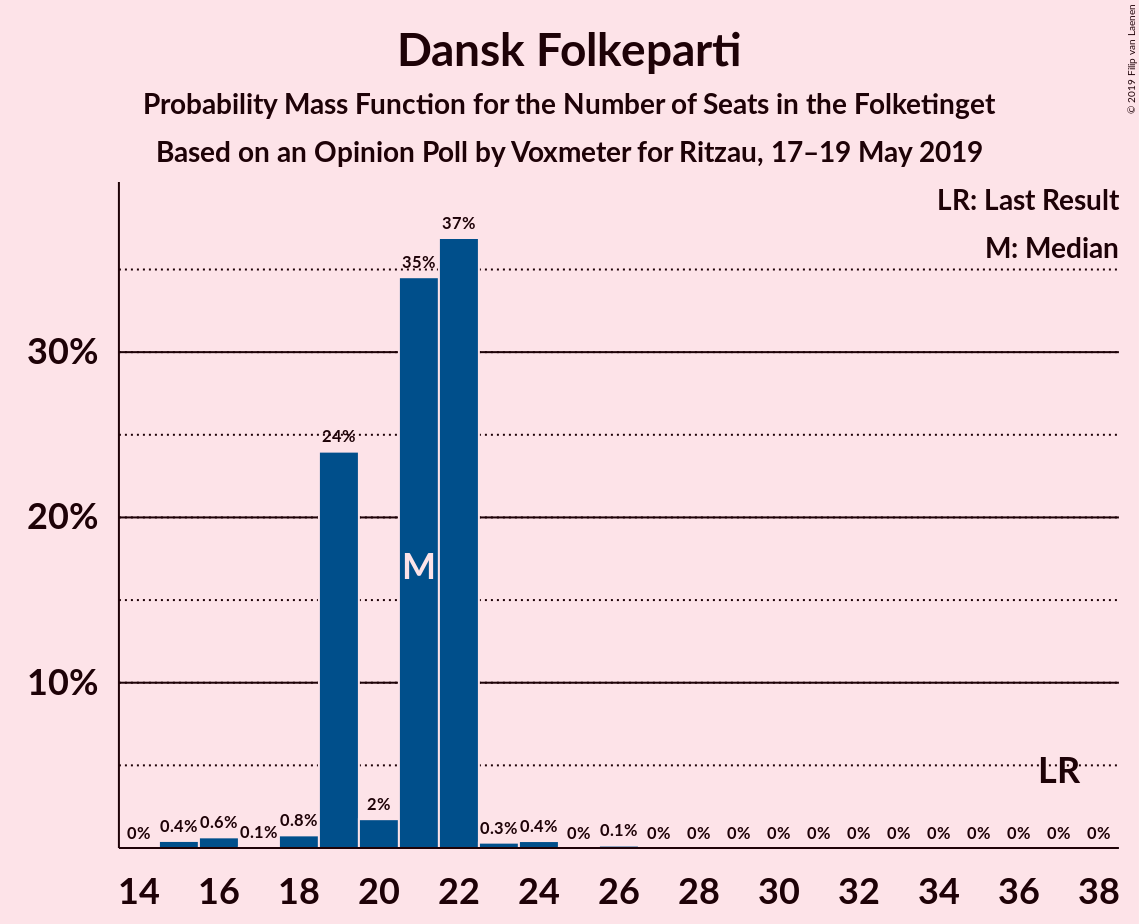 Dansk Folkeparti
Probability Mass Function for the Number of Seats in the Folketinget
Based on an Opinion Poll by Voxmeter for Ritzau, 17–19 May 2019
© 2019 Filip van Laenen
LR: Last Result
M: Median
30%
20%
10%
0% 0.4% 0.6% 0.1% 0.8% 24% 2% 35% 37% 0.3% 0.4% 0% 0.1% 0% 0% 0% 0% 0% 0% 0% 0% 0% 0% 0% 0%
M
LR
14 16 18 20 22 24 26 28 30 32 34 36 38